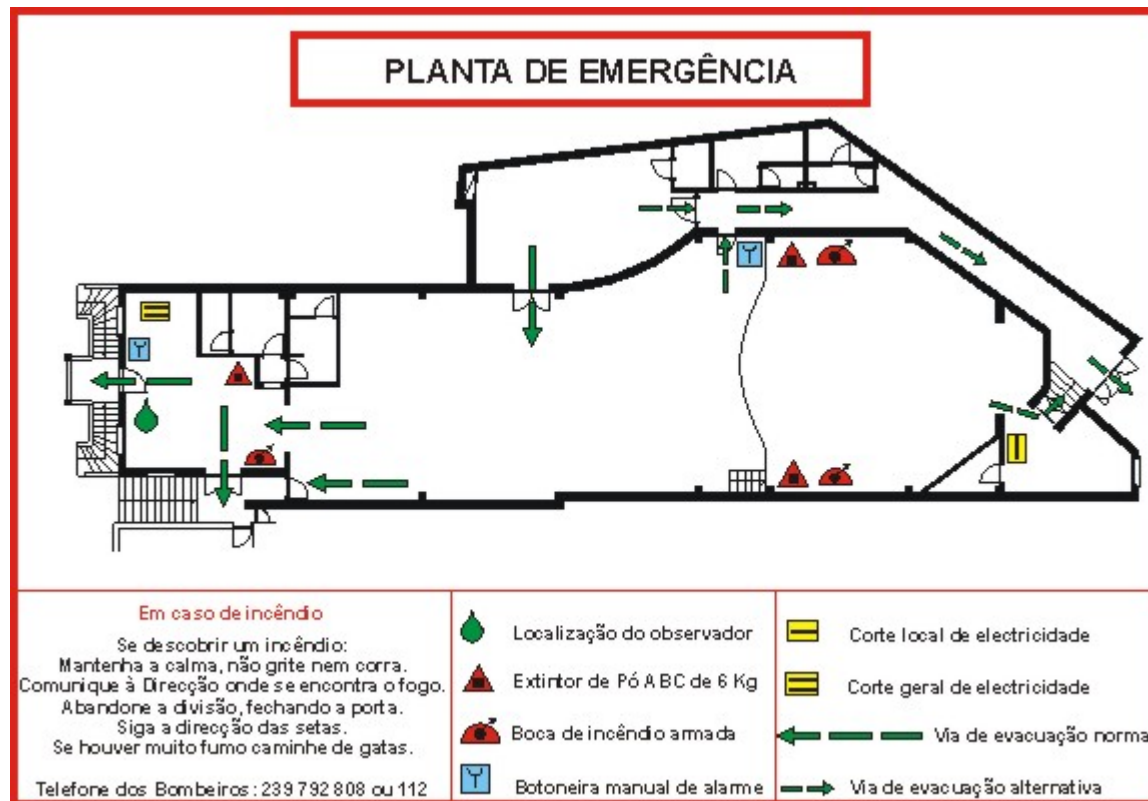 PLANTA DE EMERGÊNCIA
Em caso de incêndio
Se descobrir um incêndio:
Mantenha a calma, não grite nem corra.
Comunique à Direcção onde se encontra o fogo.
Abandone a divisão, fechando a porta.
Siga a direcção das setas.
Se houver muito fumo caminhe de gatas.
Telefone dos Bombeiros: 239 792 808 ou 112
Localização do observador
Extintor de Pó ABC de 6 Kg
Boca de incêndio armada
Botoneira manual de alarme
Corte local de electricidade
Corte geral de electricidade
Via de evacuação norma
Via de evacuação alternativa